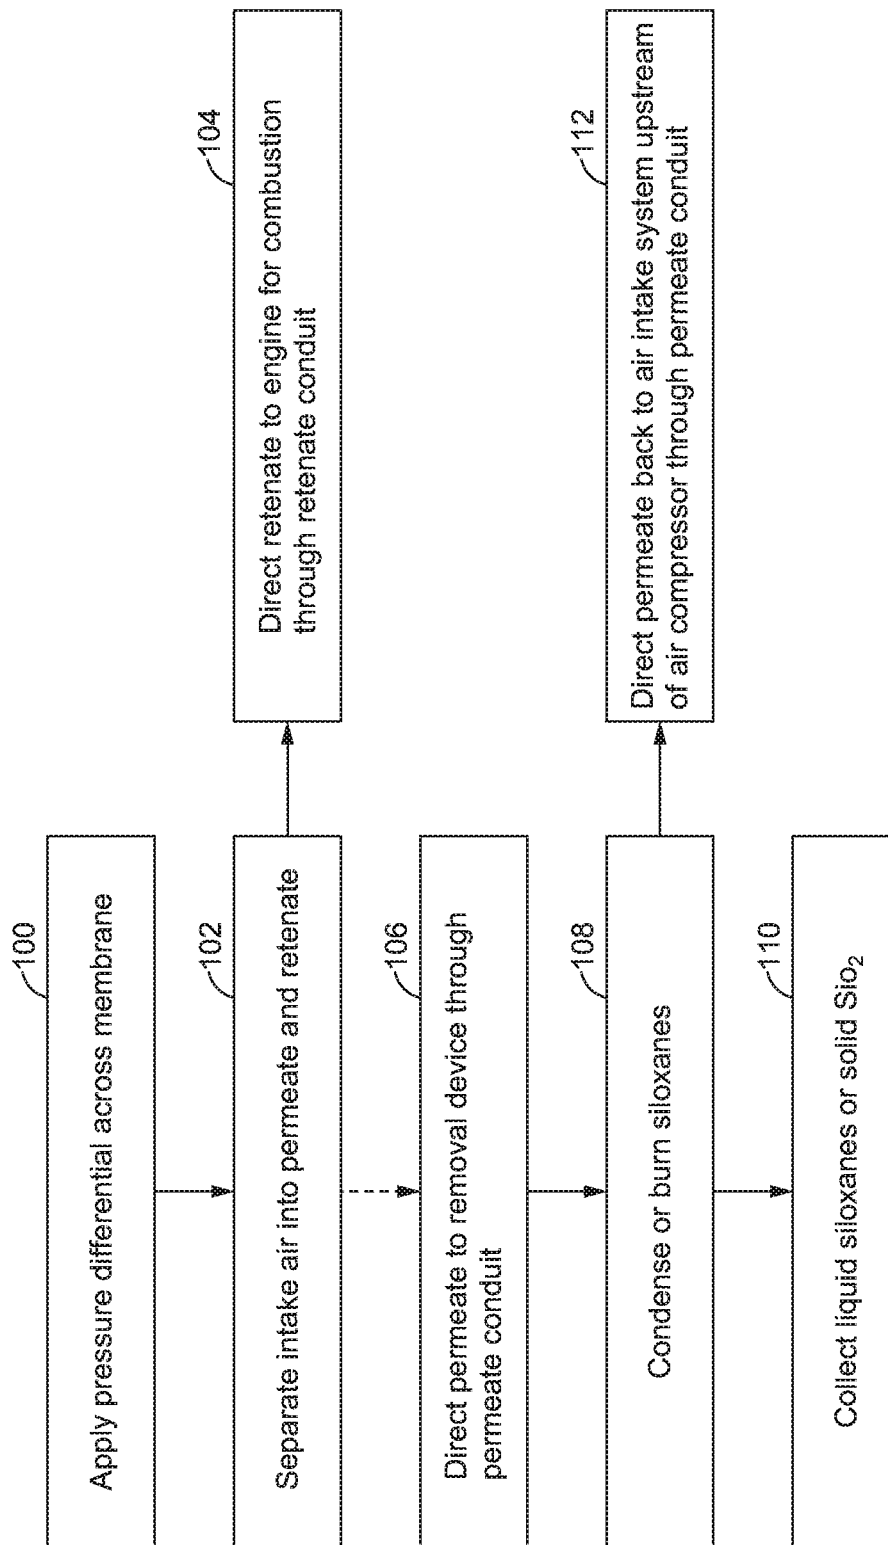 100
Apply pressure differential across membrane
102
Separate intake air into permeate and retenate
104
Direct retenate to engine for combustion
through retenate conduit
106
Direct permeate to removal device through
permeate conduit
108
Condense or burn siloxanes
112
Direct permeate back to air intake system upstream
of air compressor through permeate conduit
110
Collect liquid siloxanes or solid Sio₂